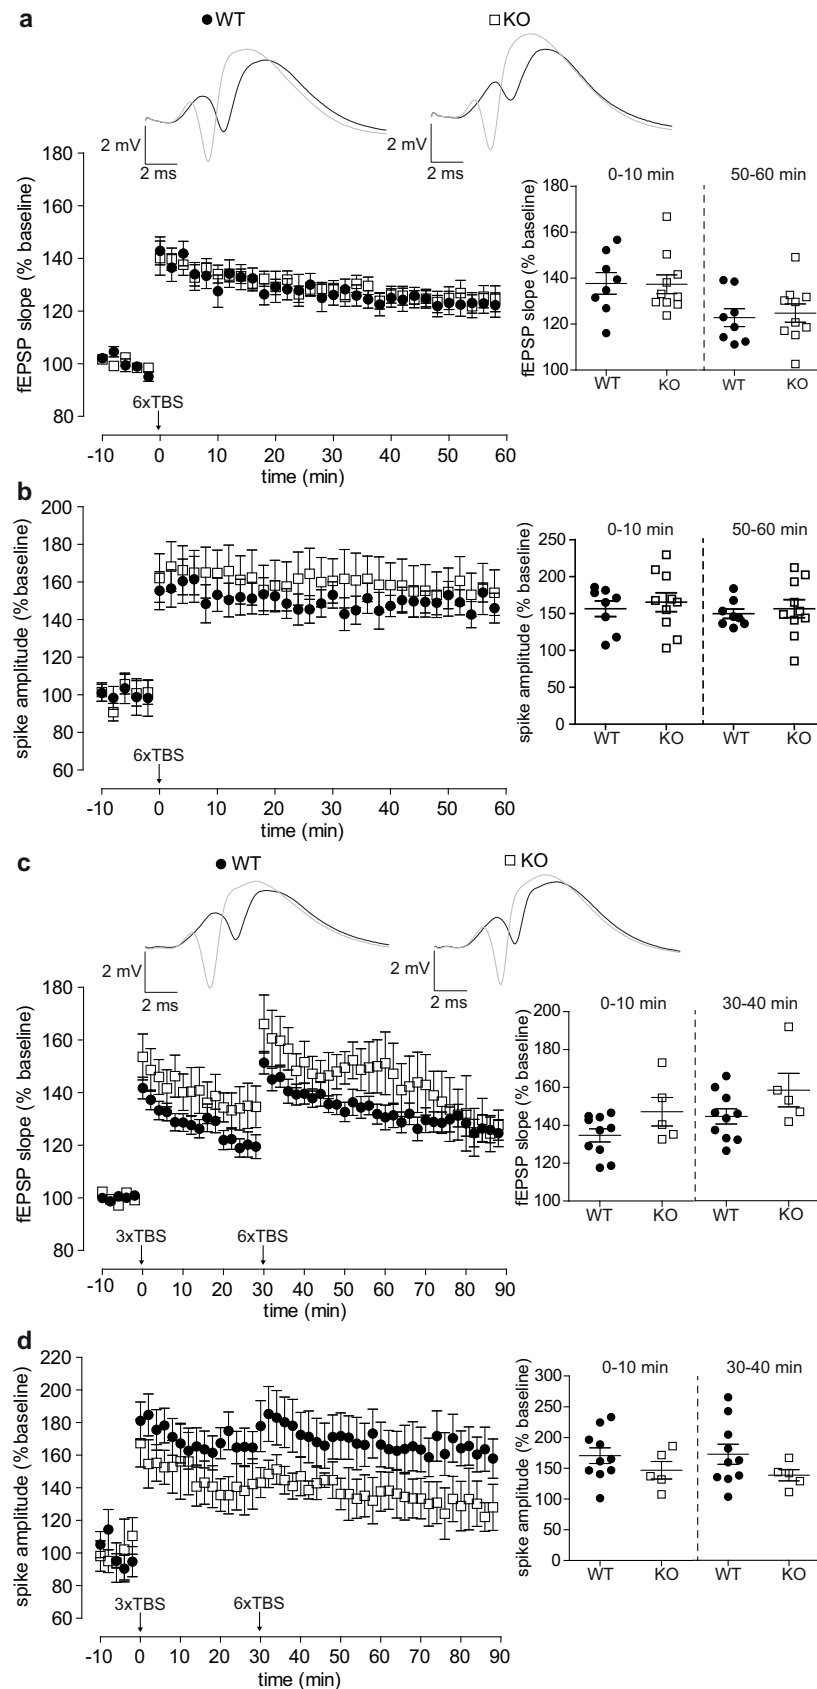 a
WT KO
2 mV
2 ms
2 mV
2 ms
fEPSP slope (% baseline)
180
160
140
120
100
80
6xTBS
-10 0 10 20 30 40 50 60
time (min)
0-10 min 50-60 min
fEPSP slope (% baseline)
180
160
140
120
100
WT KO WT KO
b
spike amplitude (% baseline)
200
180
160
140
120
100
80
60
6xTBS
-10 0 10 20 30 40 50 60
time (min)
0-10 min 50-60 min
spike amplitude (% baseline)
250
200
150
100
50
0
WT KO WT KO
c
WT KO
2 mV
2 ms
2 mV
2 ms
fEPSP slope (% baseline)
180
160
140
120
100
80
3xTBS 6xTBS
-10 0 10 20 30 40 50 60 70 80 90
time (min)
0-10 min 30-40 min
fEPSP slope (% baseline)
200
180
160
140
120
100
WT KO WT KO
d
spike amplitude (% baseline)
220
200
180
160
140
120
100
80
60
3xTBS 6xTBS
-10 0 10 20 30 40 50 60 70 80 90
time (min)
0-10 min 30-40 min
spike amplitude (% baseline)
300
250
200
150
100
50
0
WT KO WT KO